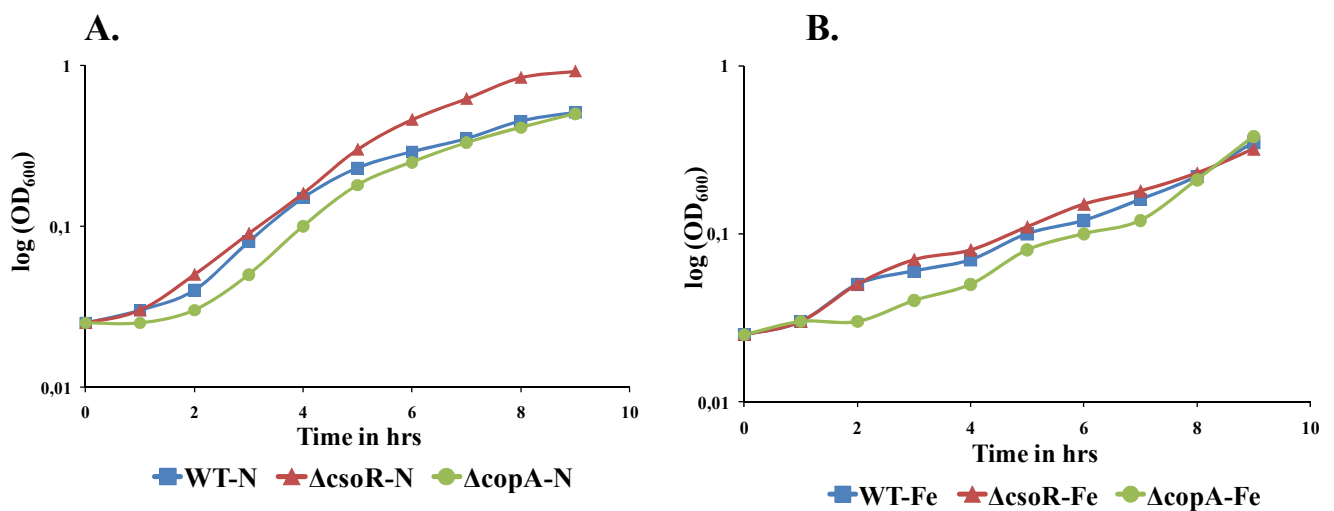 A.
1
0,1
0,01
log (OD600)
0 2 4 6 8 10
Time in hrs
WT-N ΔcsoR-N ΔcopA-N
B.
1
0,1
0,01
log (OD600)
0 2 4 6 8 10
Time in hrs
WT-Fe ΔcsoR-Fe ΔcopA-Fe